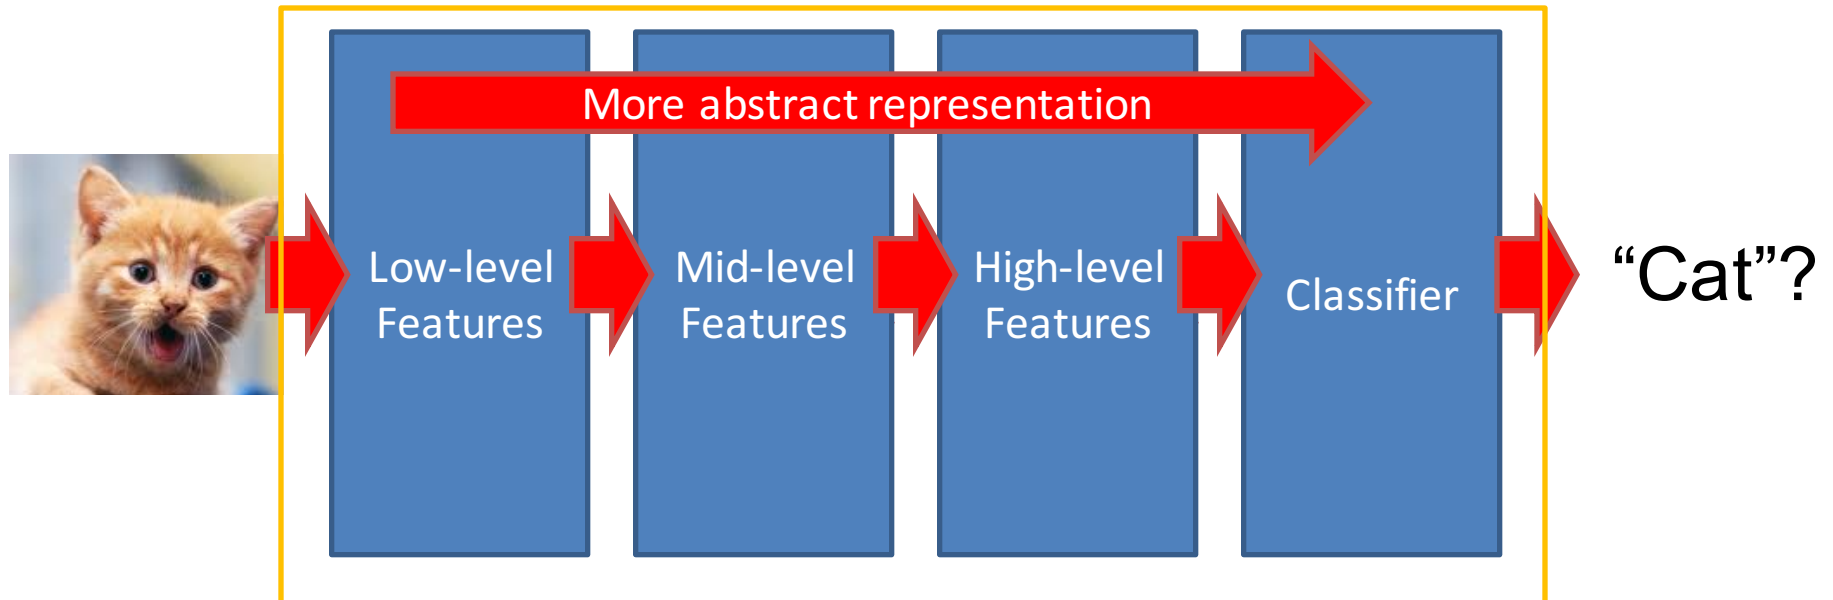 More abstract representation
Low-level
Features
Mid-level
Features
High-level
Features
Classifier
“Cat”?